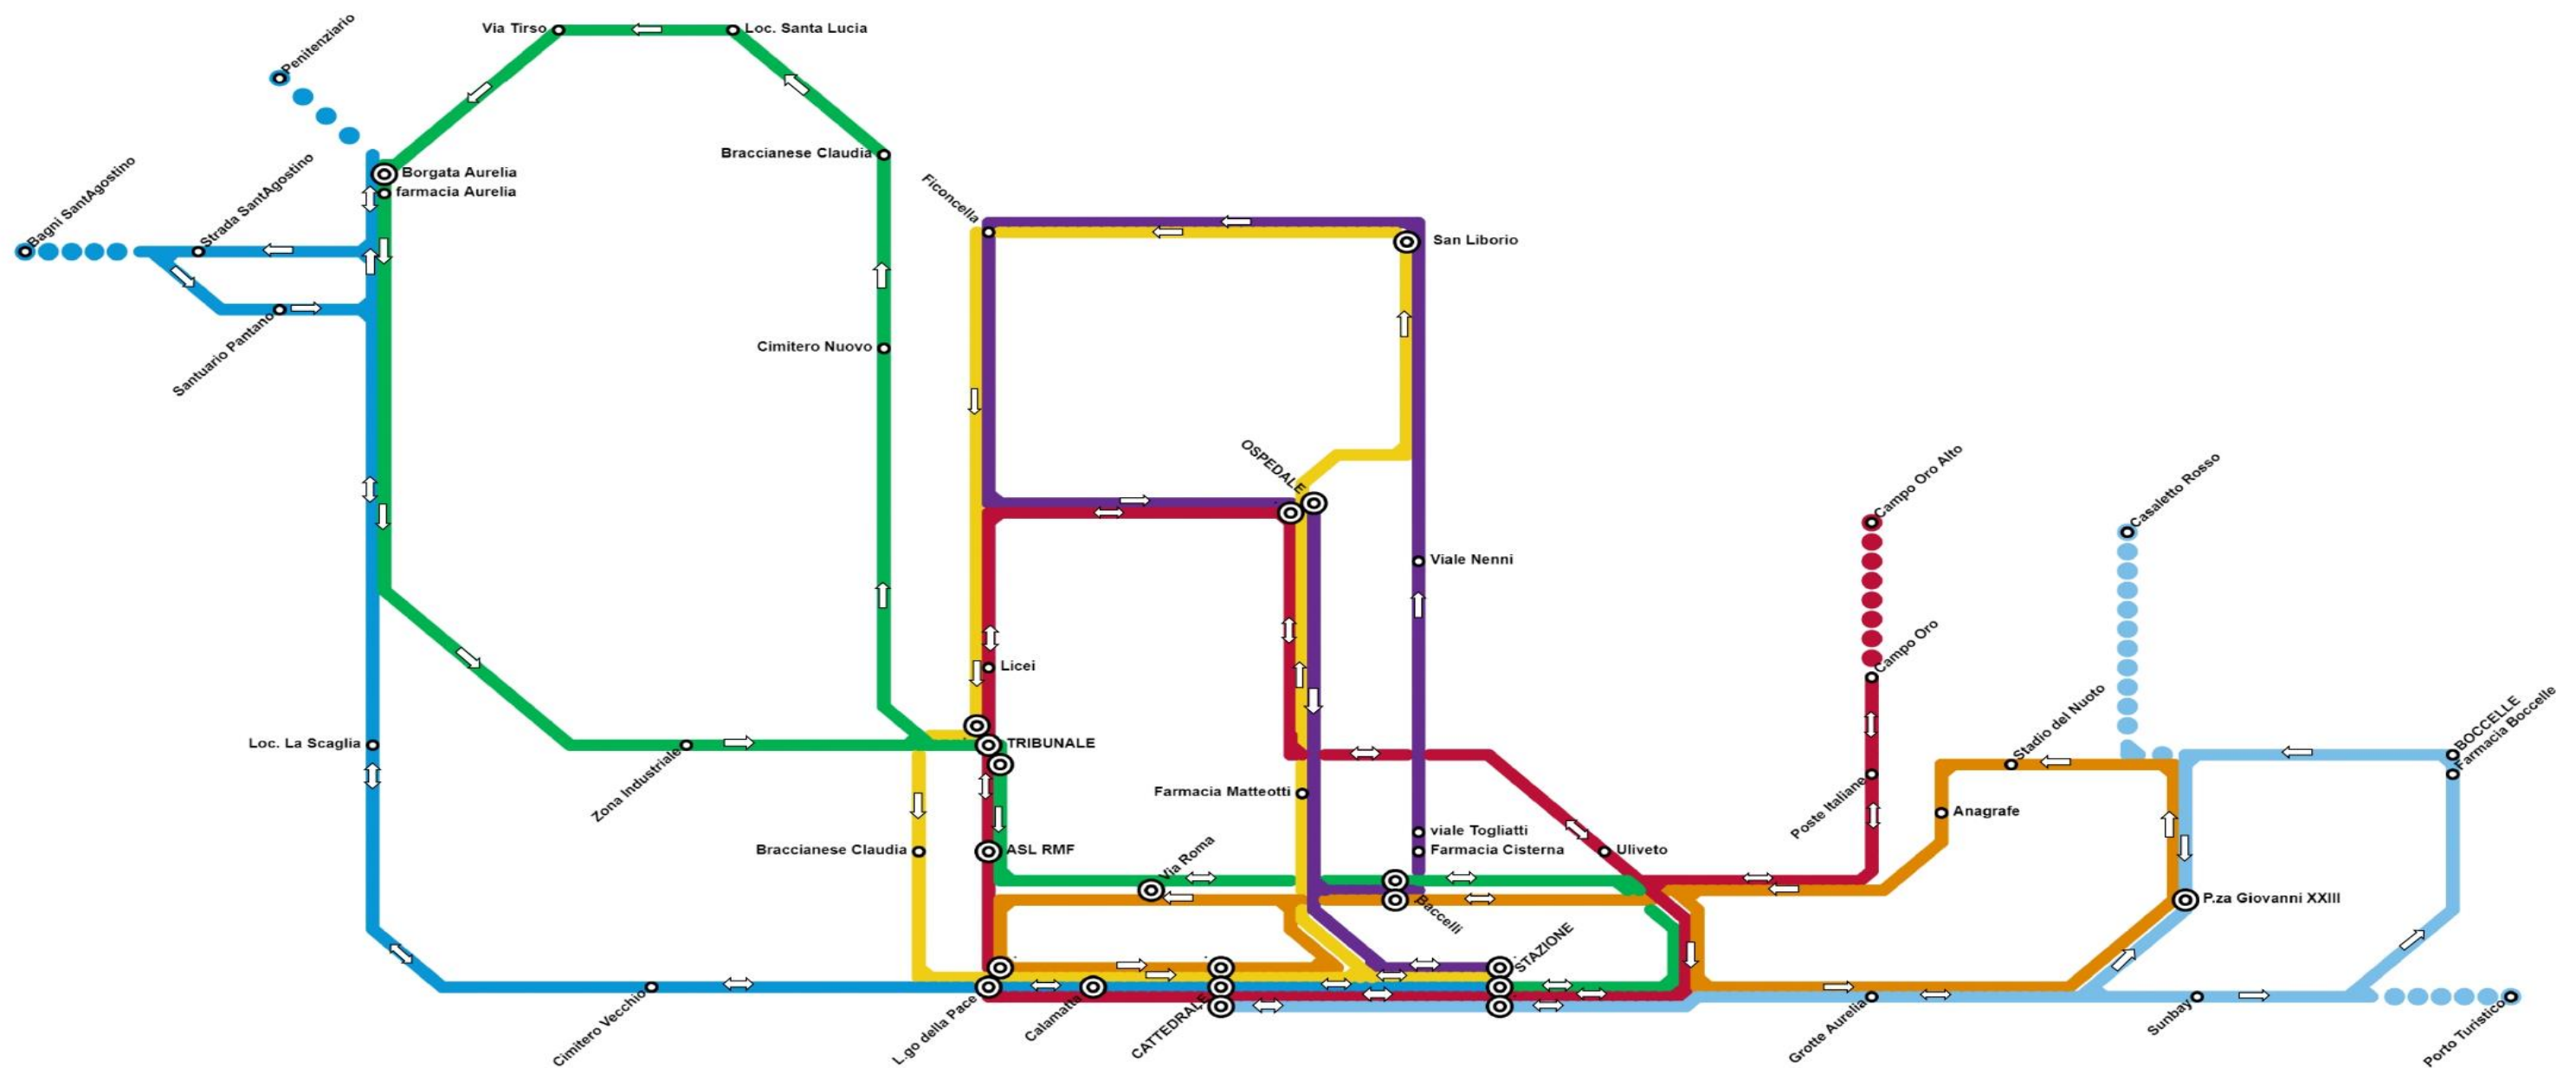 Penitenziario
Via Tirso
Loc. Santa Lucia
Bagni SantAgostino
Strada SantAgostino
Borgata Aurelia
farmacia Aurelia
Braccianese Claudia
Ficoncella
San Liborio
Santuario Pantano
Cimitero Nuovo
OSPEDALE
Campo Oro Alto
Casaletto Rosso
Viale Nenni
Licei
Campo Oro
Loc. La Scaglia
Zona Industriale
TRIBUNALE
Farmacia Matteotti
Poste Italiane
Stadio del Nuoto
BOCCELLE
Farmacia Boccelle
Anagrafe
Braccianese Claudia
ASL RMF
Via Roma
viale Togliatti
Farmacia Cisterna
Uliveto
Baccelli
P.za Giovanni XXIII
STAZIONE
Cimitero Vecchio
L.go della Pace
Calamatta
CATTEDRALE
Grotte Aurelia
Sunbay
Porto Turistico